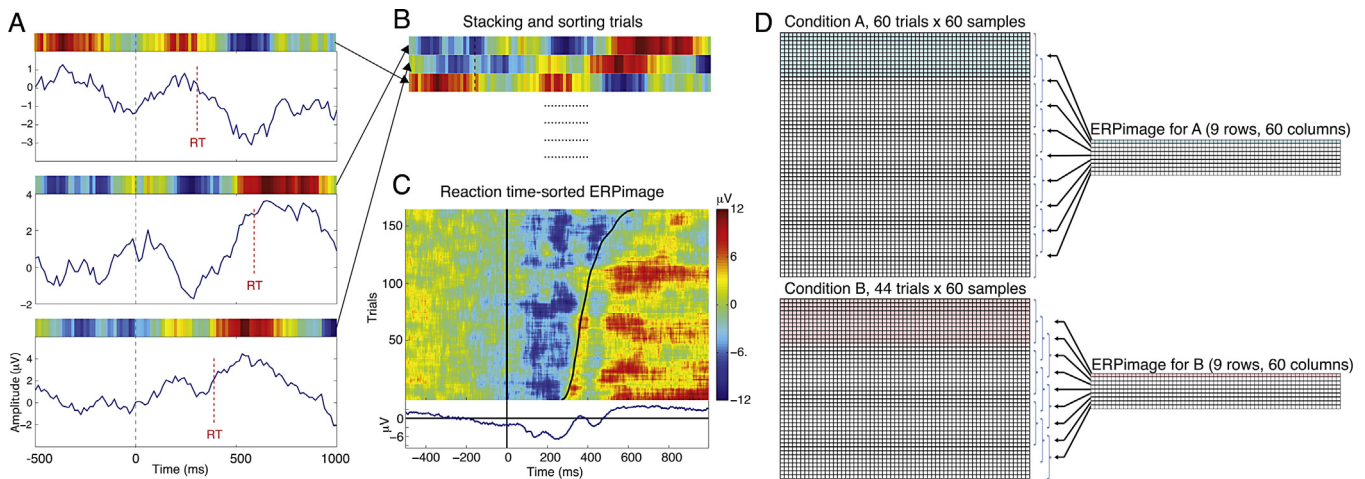 A
1
0
-1
-2
-3
RT
4
2
0
-2
RT
4
2
0
-2
Amplitude (µV)
RT
-500
0
500
1000
Time (ms)
B
Stacking and sorting trials
C
Reaction time-sorted ERPimage
µV
12
6
0
-6
-12
150
100
50
Trials
0
-6
µV
-400
-200
0
200
400
600
800
Time (ms)
D
Condition A, 60 trials x 60 samples
ERPimage for A (9 rows, 60 columns)
Condition B, 44 trials x 60 samples
ERPimage for B (9 rows, 60 columns)